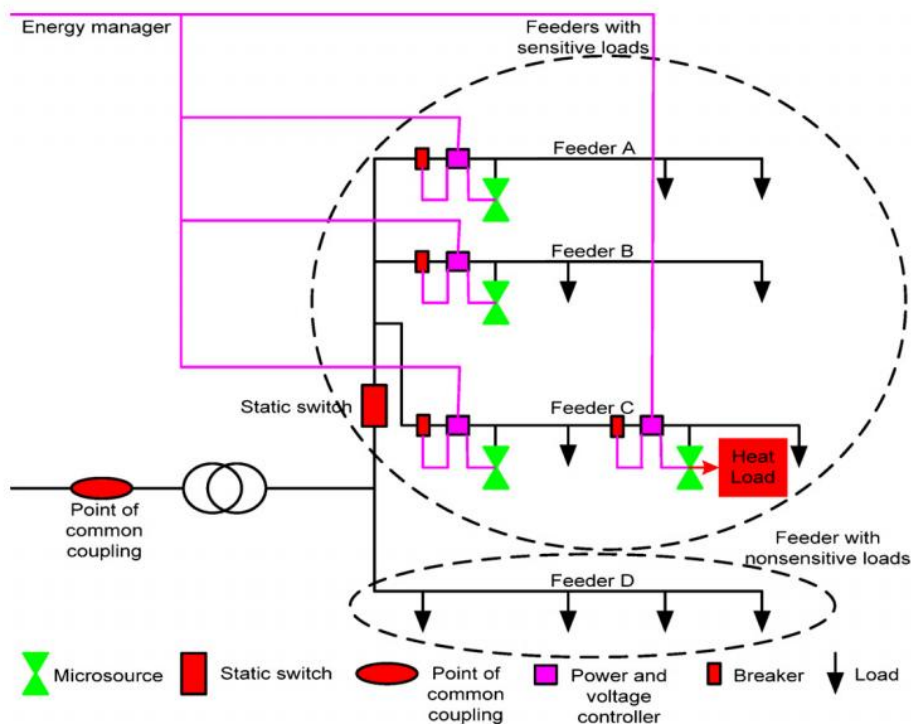 Energy manager
Feeders with
sensitive loads
Feeder A
Feeder B
Static switch
Feeder C
Heat
Load
Point of
common
coupling
Feeder with
nonsensitive loads
Feeder D
Microsource
Static switch
Point of
common
coupling
Power and
voltage
controller
Breaker
Load